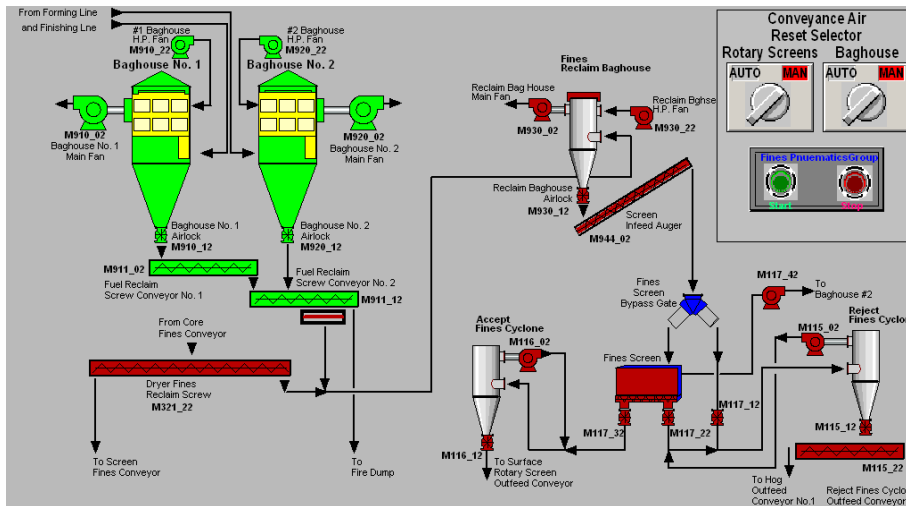 From Forming Line
and Finishing Lne
#1 Baghouse
H.P. Fan
M910_22
#2 Baghouse
H.P. Fan
M920_22
Baghouse No. 1
Baghouse No. 2
M910_02
Baghouse No. 1
Main Fan
M920_02
Baghouse No. 2
Main Fan
Baghouse No. 1
Airlock
M910_12
Baghouse No. 2
Airlock
M920_12
M911_02
Fuel Reclaim
Screw Conveyor No. 1
Fuel Reclaim
Screw Conveyor No. 2
M911_12
From Core
Fines Conveyor
Dryer Fines
Reclaim Screw
M321_22
To Screen
Fines Conveyor
To
Fire Dump
Fines
Reclaim Baghouse
Reclaim Bag House
Main Fan
M930_02
Reclaim Bghse
H.P. Fan
M930_22
Reclaim Baghouse
Airlock
M930_12
Screen
Infeed Auger
M944_02
Fines
Screen
Bypass Gate
Accept
Fines Cyclone
M116_02
M116_12
To Surface
Rotary Screen
Outfeed Conveyor
Fines Screen
M117_32
M117_22
M117_12
M117_42
To
Baghouse #2
Reject
Fines Cyclon
M115_02
M115_12
M115_22
To Hog
Outfeed
Conveyor No.1
Reject Fines Cyclo
Outfeed Conveyor
Conveyance Air
Reset Selector
Rotary Screens
Baghouse
AUTO
MAN
AUTO
MAN
Fines PnuematicsGroup
Start
Stop